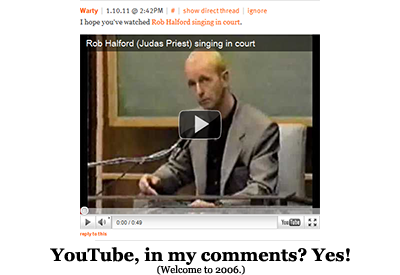 Warty | 1.10.11 @ 2:42PM | # | show direct thread | ignore
I hope you've watched Rob Halford singing in court.
Rob Halford (Judas Priest) singing in court
0:00 / 0:49
YouTube
reply to this
YouTube, in my comments? Yes!
(Welcome to 2006.)